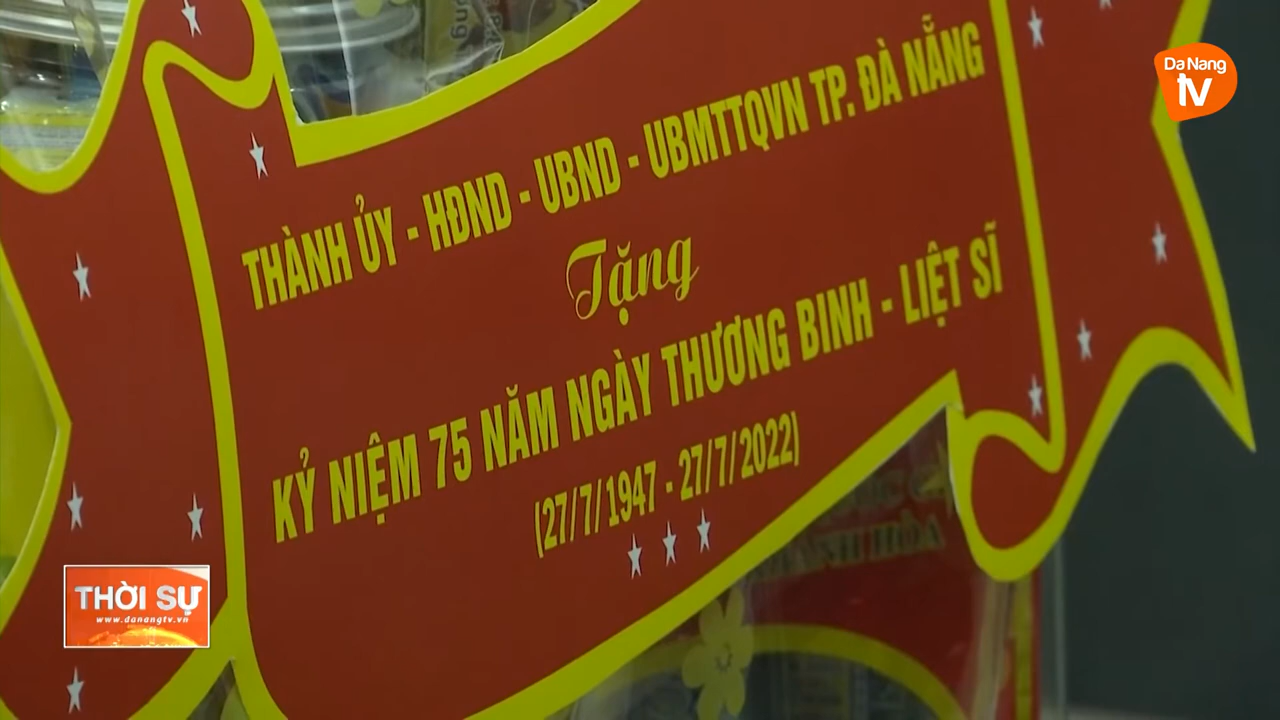 Da Nang
tv
THÀNH ỦY - HĐND - UBND - UBMTTQVN TP. ĐÀ NẴNG
Tặng
KỶ NIỆM 75 NĂM NGÀY THƯƠNG BINH - LIỆT SĨ
(27/7/1947 - 27/7/2022)
HÒA
THỜI SỰ
www.danangtv.vn